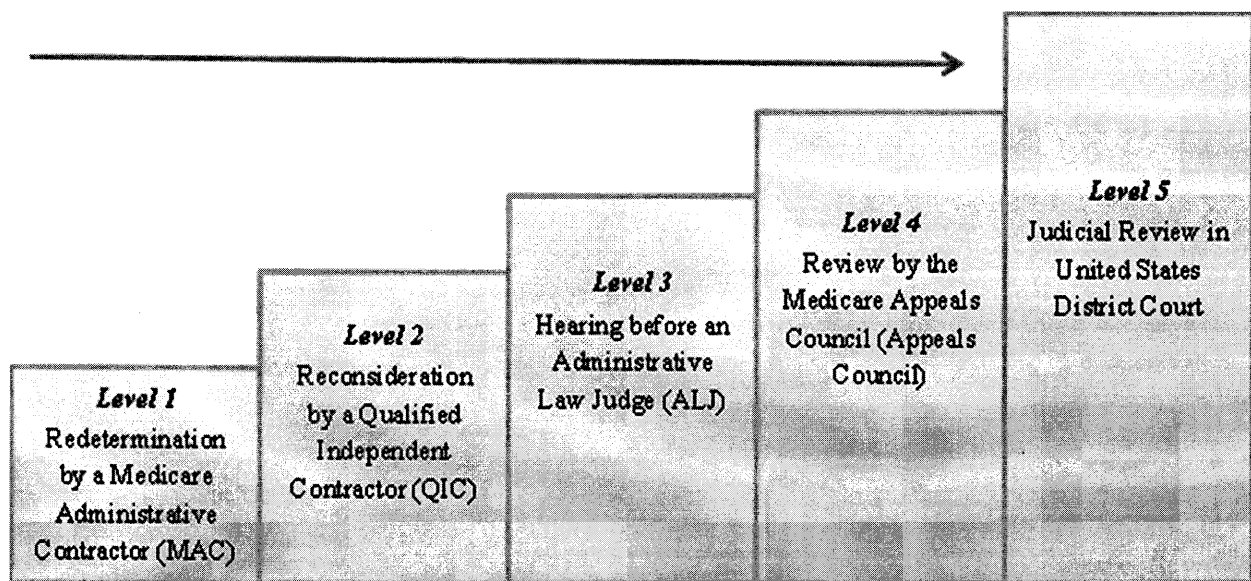 Level 1
Redetermination
by a Medicare
Administrative
Contractor (MAC)
Level 2
Reconsideration
by a Qualified
Independent
Contractor (QIC)
Level 3
Hearing before an
Administrative
Law Judge (ALJ)
Level 4
Review by the
Medicare Appeals
Council (Appeals
Council)
Level 5
Judicial Review in
United States
District Court